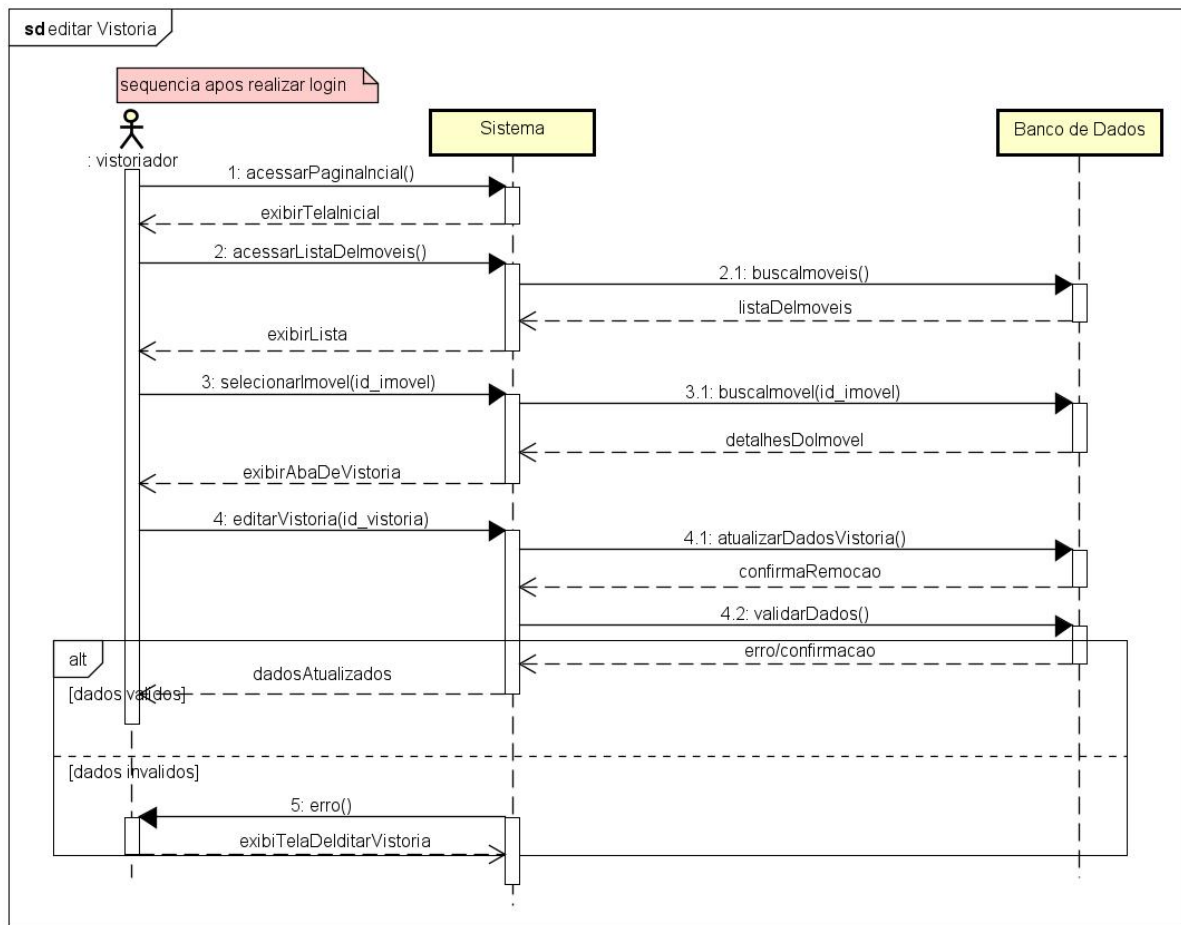 sd editar Vistoria
sequencia apos realizar login
: vistoriador
Sistema
Banco de Dados
1: acessarPaginaIncial()
exibirTelaInicial
2: acessarListaDeImoveis()
2.1: buscaImoveis()
listaDeImoveis
exibirLista
3: selecionarImovel(id_imovel)
3.1: buscaImovel(id_imovel)
detalhesDoImovel
exibirAbaDeVistoria
4: editarVistoria(id_vistoria)
4.1: atualizarDadosVistoria()
confirmaRemocao
4.2: validarDados()
alt
erro/confirmacao
dadosAtualizados
[dados validos]
[dados invalidos]
5: erro()
exibiTelaDeIditarVistoria